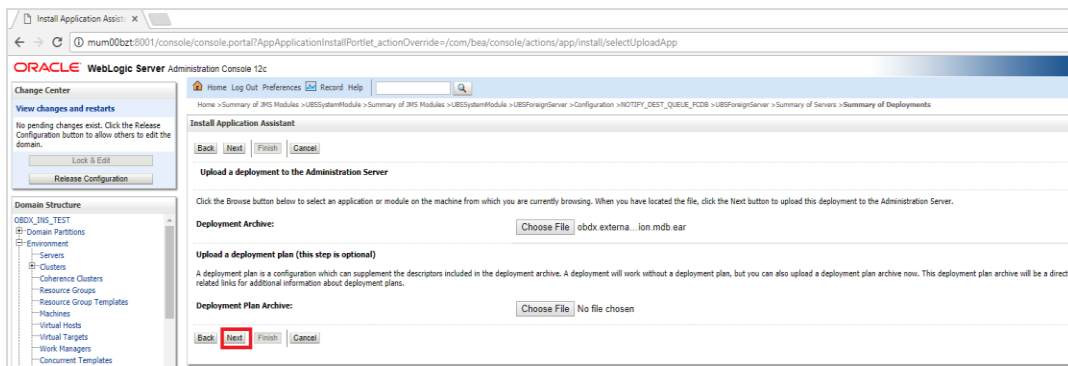 Install Application Assist
mum00bzt:8001/console/console.portal?AppApplicationInstallPortlet_actionOverride=/com/bea/console/actions/app/install/selectUploadApp
ORACLE WebLogic Server Administration Console 12c
Change Center
View changes and restarts
No pending changes exist. Click the Release
Configuration button to allow others to edit the
domain.
Lock & Edit
Release Configuration
Domain Structure
OBDX_INS_TEST
Domain Partitions
Environment
Servers
Clusters
Coherence Clusters
Resource Groups
Resource Group Templates
Machines
Virtual Hosts
Virtual Targets
Work Managers
Concurrent Templates
Home Log Out Preferences Record Help
Home >Summary of JMS Modules >UBSSystemModule >Summary of JMS Modules >UBSSystemModule >UBSForeignServer >Configuration >NOTIFY_DEST_QUEUE_FCDB >UBSForeignServer >Summary of Servers >Summary of Deployments
Install Application Assistant
Back Next Finish Cancel
Upload a deployment to the Administration Server
Click the Browse button below to select an application or module on the machine from which you are currently browsing. When you have located the file, click the Next button to upload this deployment to the Administration Server.
Deployment Archive: Choose File obdx.externa...ion.mdb.ear
Upload a deployment plan (this step is optional)
A deployment plan is a configuration which can supplement the descriptors included in the deployment archive. A deployment will work without a deployment plan, but you can also upload a deployment plan archive now. This deployment plan archive will be a direct
related links for additional information about deployment plans.
Deployment Plan Archive: Choose File No file chosen
Back Next Finish Cancel